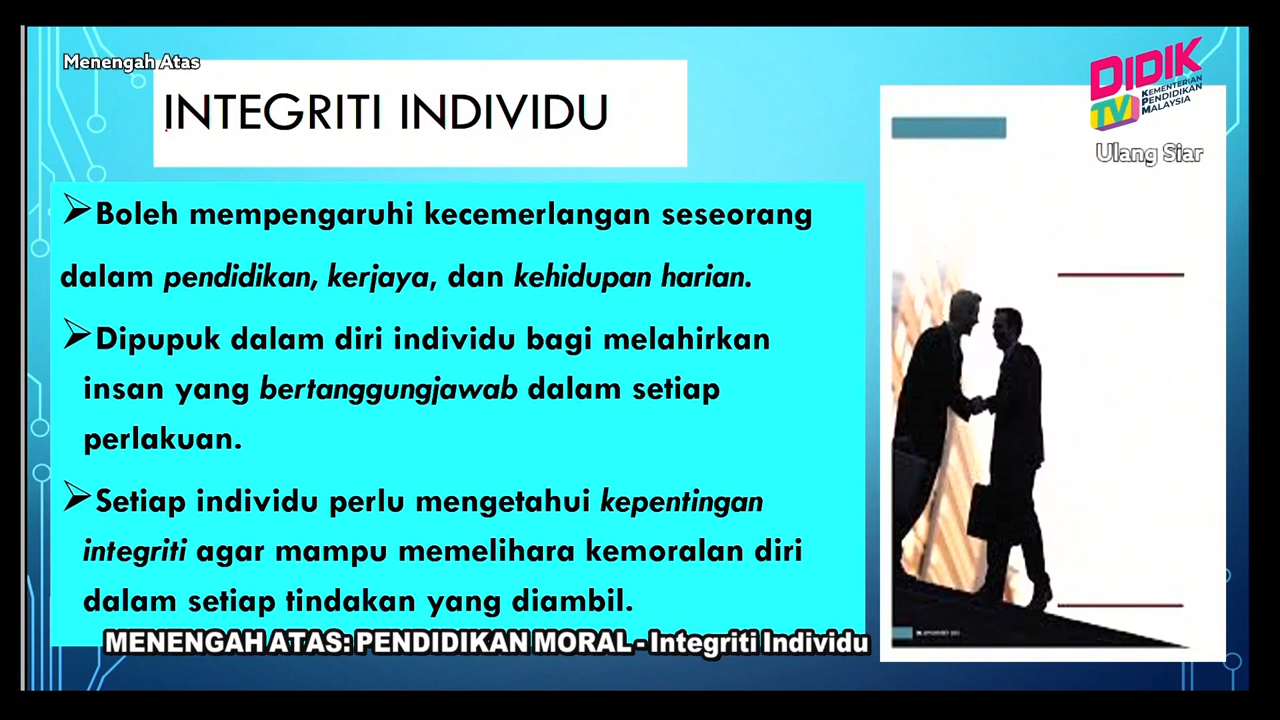 Menengah Atas
INTEGRITI INDIVIDU
DIDIK
TV
KEMENTERIAN
PENDIDIKAN
MALAYSIA
Ulang Siar
➢Boleh mempengaruhi kecemerlangan seseorang
dalam pendidikan, kerjaya, dan kehidupan harian.
➢Dipupuk dalam diri individu bagi melahirkan
insan yang bertanggungjawab dalam setiap
perlakuan.
➢Setiap individu perlu mengetahui kepentingan
integriti agar mampu memelihara kemoralan diri
dalam setiap tindakan yang diambil.
MENENGAH ATAS: PENDIDIKAN MORAL - Integriti Individu